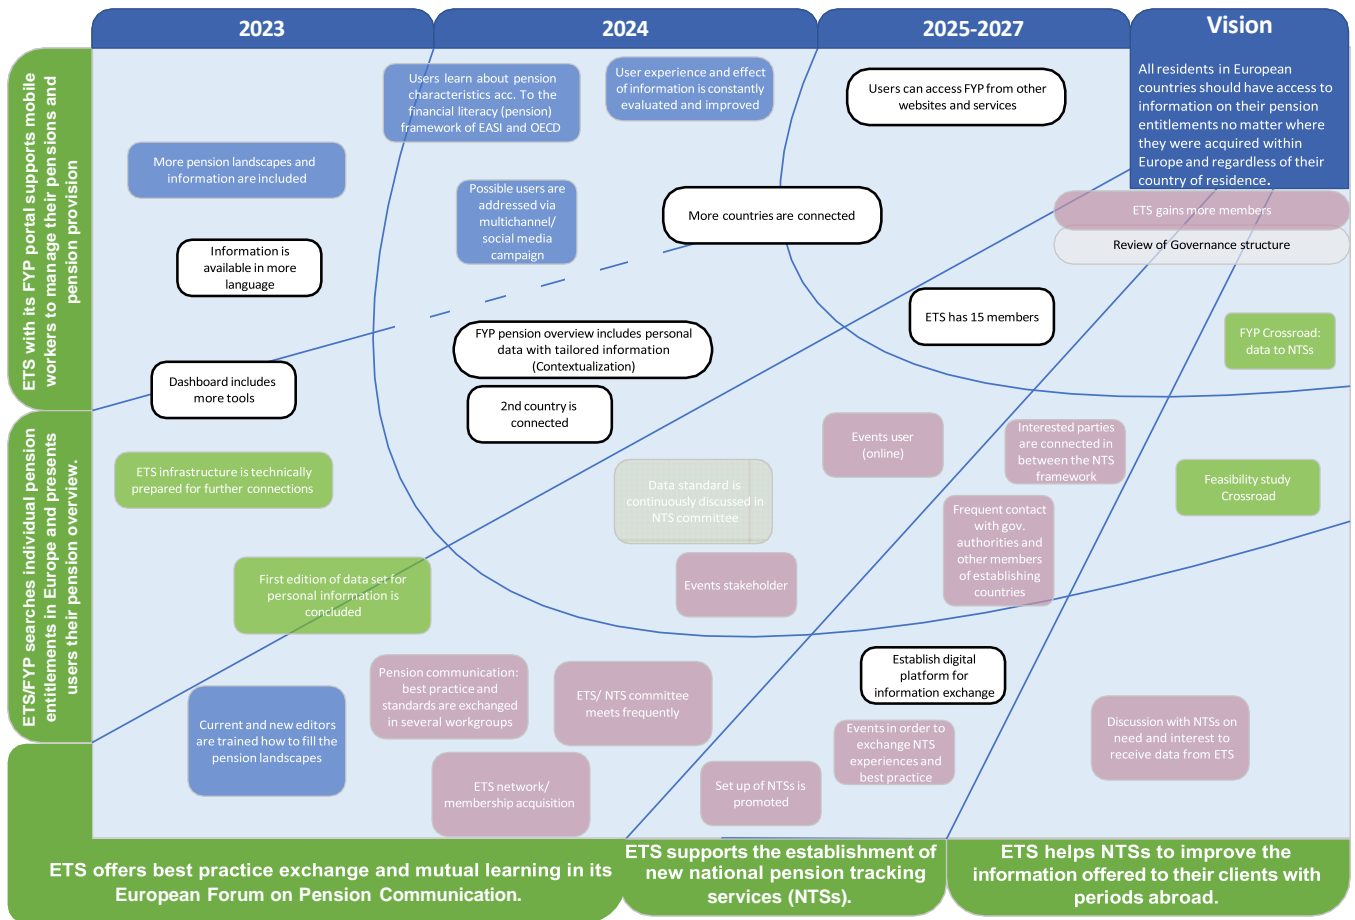 2023
2024
2025-2027
Vision
ETS with its FYP portal supports mobile
workers to manage their pensions and
pension provision
Users learn about pension
characteristics acc. To the
financial literacy (pension)
framework of EASI and OECD
User experience and effect
of information is constantly
evaluated and improved
Users can access FYP from other
websites and services
All residents in European
countries should have access to
information on their pension
entitlements no matter where
they were acquired within
Europe and regardless of their
country of residence.
More pension landscapes and
information are included
Possible users are
addressed via
multichannel/
social media
campaign
More countries are connected
ETS gains more members
Review of Governance structure
Information is
available in more
language
ETS has 15 members
FYP pension overview includes personal
data with tailored information
(Contextualization)
FYP Crossroad:
data to NTSs
Dashboard includes
more tools
2nd country is
connected
ETS/FYP searches individual pension
entitlements in Europe and presents
users their pension overview.
ETS infrastructure is technically
prepared for further connections
Events user
(online)
Interested parties
are connected in
between the NTS
framework
Data standard is
continuously discussed in
NTS committee
Feasibility study
Crossroad
Frequent contact
with gov.
authorities and
other members
of establishing
countries
First edition of data set for
personal information is
concluded
Events stakeholder
Pension communication:
best practice and
standards are exchanged
in several workgroups
ETS/ NTS committee
meets frequently
Establish digital
platform for
information exchange
Current and new editors
are trained how to fill the
pension landscapes
Events in order to
exchange NTS
experiences and
best practice
Discussion with NTSs on
need and interest to
receive data from ETS
ETS network/
membership acquisition
Set up of NTSs is
promoted
ETS offers best practice exchange and mutual learning in its
European Forum on Pension Communication.
ETS supports the establishment of
new national pension tracking
services (NTSs).
ETS helps NTSs to improve the
information offered to their clients with
periods abroad.